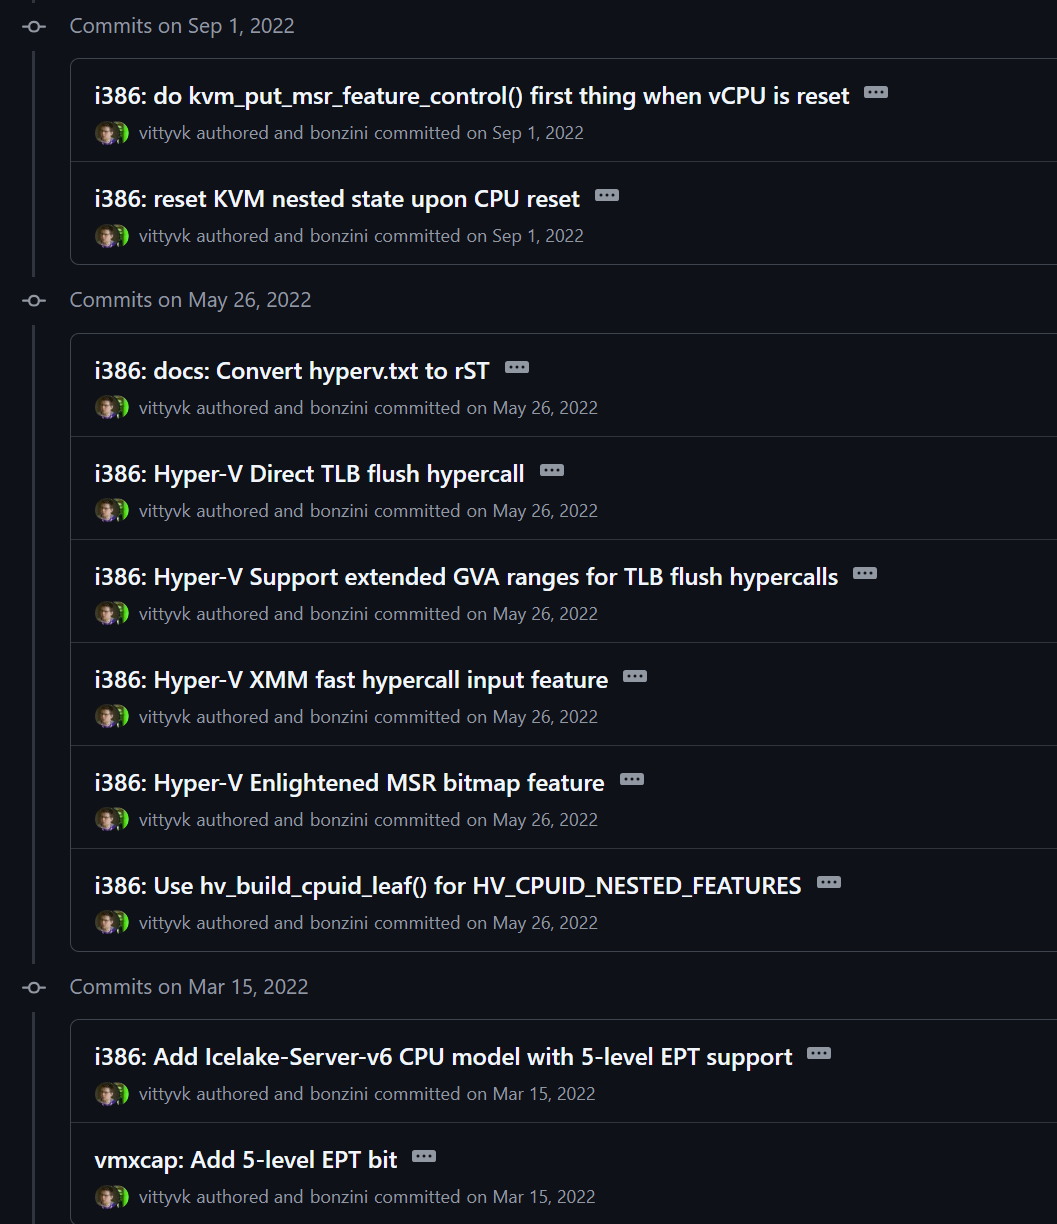 Commits on Sep 1, 2022
i386: do kvm_put_msr_feature_control() first thing when vCPU is reset
vittyvk authored and bonzini committed on Sep 1, 2022
i386: reset KVM nested state upon CPU reset
vittyvk authored and bonzini committed on Sep 1, 2022
Commits on May 26, 2022
i386: docs: Convert hyperv.txt to rST
vittyvk authored and bonzini committed on May 26, 2022
i386: Hyper-V Direct TLB flush hypercall
vittyvk authored and bonzini committed on May 26, 2022
i386: Hyper-V Support extended GVA ranges for TLB flush hypercalls
vittyvk authored and bonzini committed on May 26, 2022
i386: Hyper-V XMM fast hypercall input feature
vittyvk authored and bonzini committed on May 26, 2022
i386: Hyper-V Enlightened MSR bitmap feature
vittyvk authored and bonzini committed on May 26, 2022
i386: Use hv_build_cpuid_leaf() for HV_CPUID_NESTED_FEATURES
vittyvk authored and bonzini committed on May 26, 2022
Commits on Mar 15, 2022
i386: Add Icelake-Server-v6 CPU model with 5-level EPT support
vittyvk authored and bonzini committed on Mar 15, 2022
vmxcap: Add 5-level EPT bit
vittyvk authored and bonzini committed on Mar 15, 2022